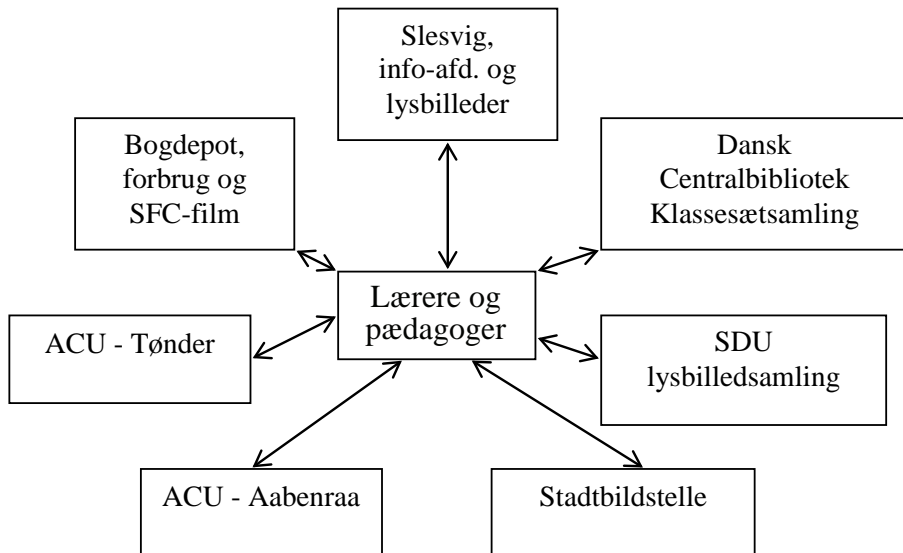 Slesvig,
info-afd. og
lysbilleder
Bogdepot,
forbrug og
SFC-film
Dansk
Centralbibliotek
Klassesætsamling
Lærere og
pædagoger
ACU - Tønder
SDU
lysbilledsamling
ACU - Aabenraa
Stadtbildstelle